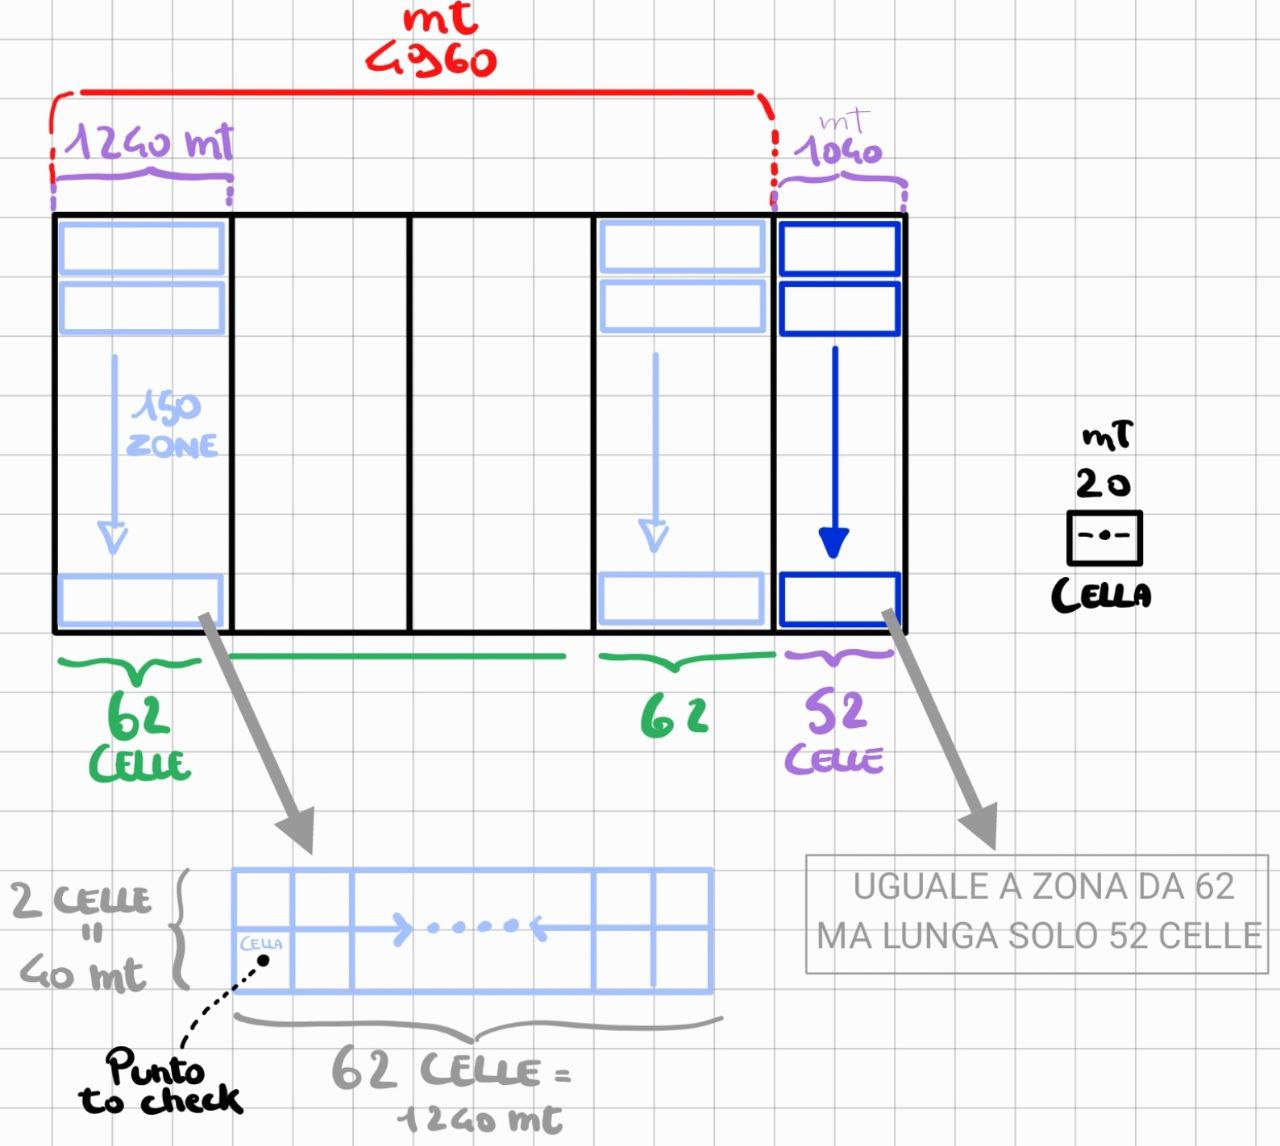 mt
4960
1240 mt
mt
1040
150
ZONE
mT
20
CELLA
62
CELLE
62
52
CELLE
2 CELLE
=
40 mt
CELLA
Punto
to check
62 CELLE =
1240 mt
UGUALE A ZONA DA 62
MA LUNGA SOLO 52 CELLE